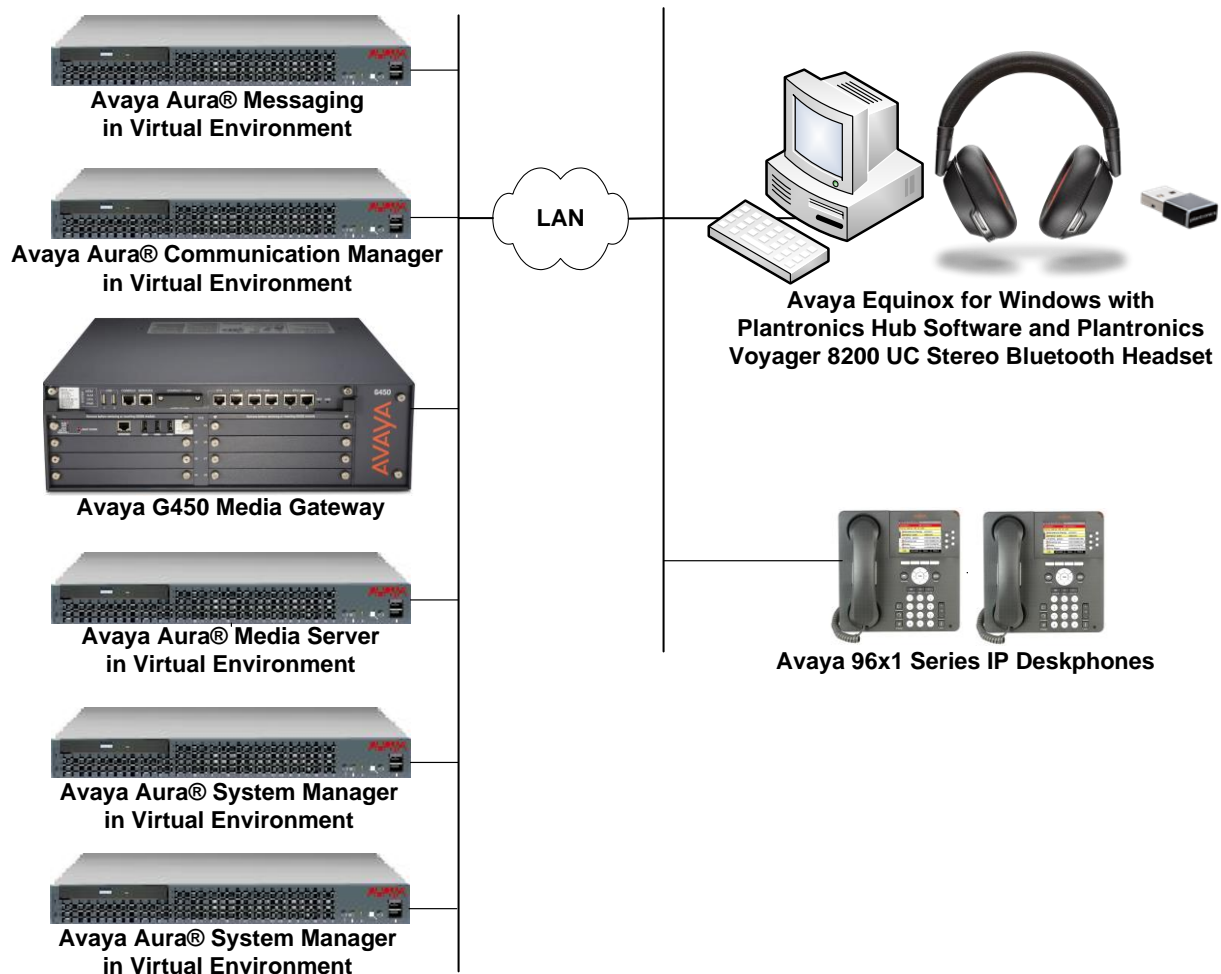 Avaya Aura® Messaging
in Virtual Environment
Avaya Aura® Communication Manager
in Virtual Environment
G450
AVAYA
Avaya G450 Media Gateway
Avaya Aura® Media Server
in Virtual Environment
Avaya Aura® System Manager
in Virtual Environment
Avaya Aura® System Manager
in Virtual Environment
LAN
Avaya Equinox for Windows with
Plantronics Hub Software and Plantronics
Voyager 8200 UC Stereo Bluetooth Headset
Avaya 96x1 Series IP Deskphones